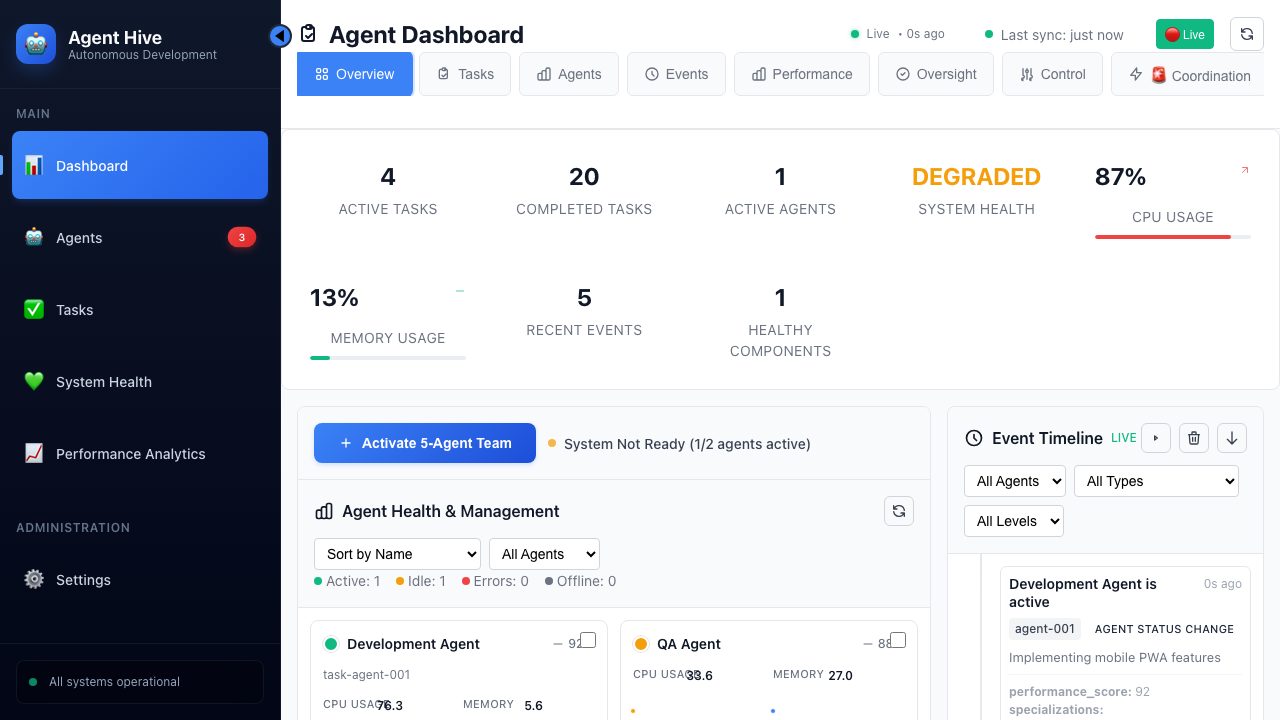 Agent Hive
Autonomous Development
MAIN
Dashboard
Agents
3
Tasks
System Health
Performance Analytics
ADMINISTRATION
Settings
All systems operational
Agent Dashboard
Live • 0s ago
Last sync: just now
Live
Overview
Tasks
Agents
Events
Performance
Oversight
Control
Coordination
4
ACTIVE TASKS
20
COMPLETED TASKS
1
ACTIVE AGENTS
DEGRADED
SYSTEM HEALTH
87%
CPU USAGE
13%
MEMORY USAGE
5
RECENT EVENTS
1
HEALTHY
COMPONENTS
Activate 5-Agent Team
System Not Ready (1/2 agents active)
Agent Health & Management
Sort by Name
All Agents
Active: 1
Idle: 1
Errors: 0
Offline: 0
Development Agent
— 92
task-agent-001
CPU USAGE
76.3
MEMORY
5.6
QA Agent
— 88
CPU USAGE
33.6
MEMORY
27.0
Event Timeline
LIVE
All Agents
All Types
All Levels
Development Agent is
active
0s ago
agent-001
AGENT STATUS CHANGE
Implementing mobile PWA features
performance_score: 92
specializations: